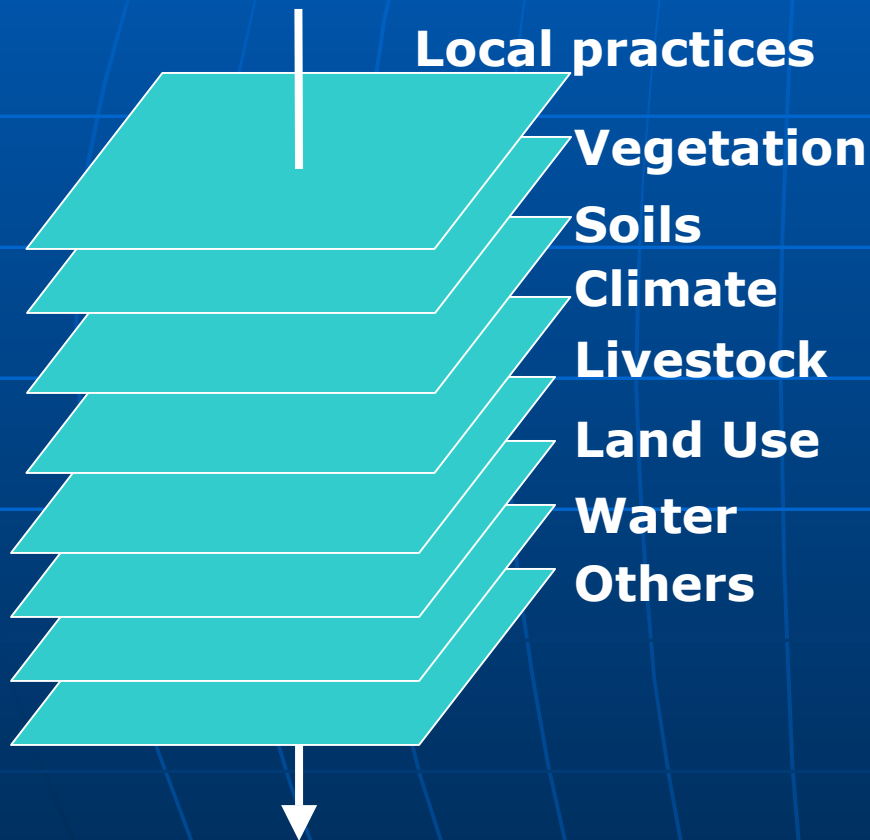 Local practices
Vegetation
Soils
Climate
Livestock
Land Use
Water
Others